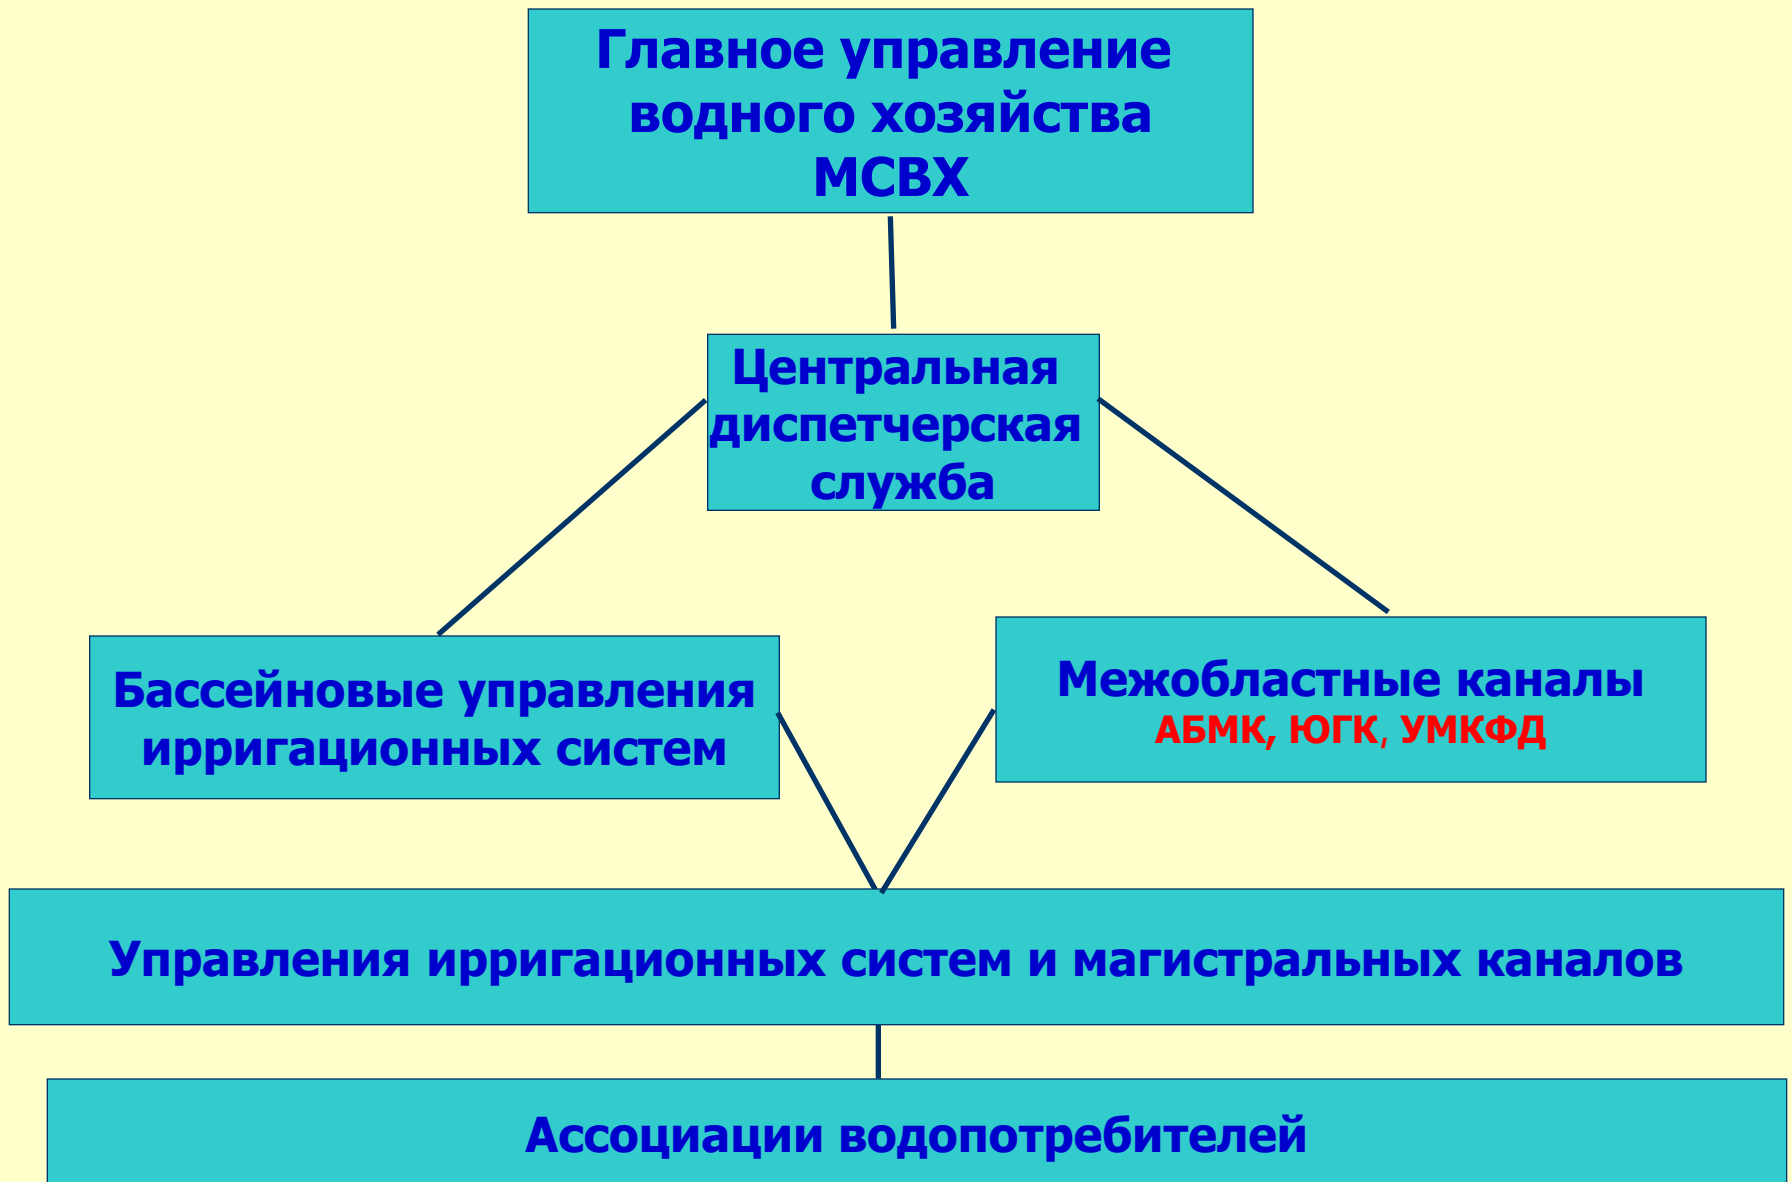 Главное управление
водного хозяйства
МСВХ
Центральная
диспетчерская
служба
Бассейновые управления
ирригационных систем
Межобластные каналы
АБМК, ЮГК, УМКФД
Управления ирригационных систем и магистральных каналов
Ассоциации водопотребителей